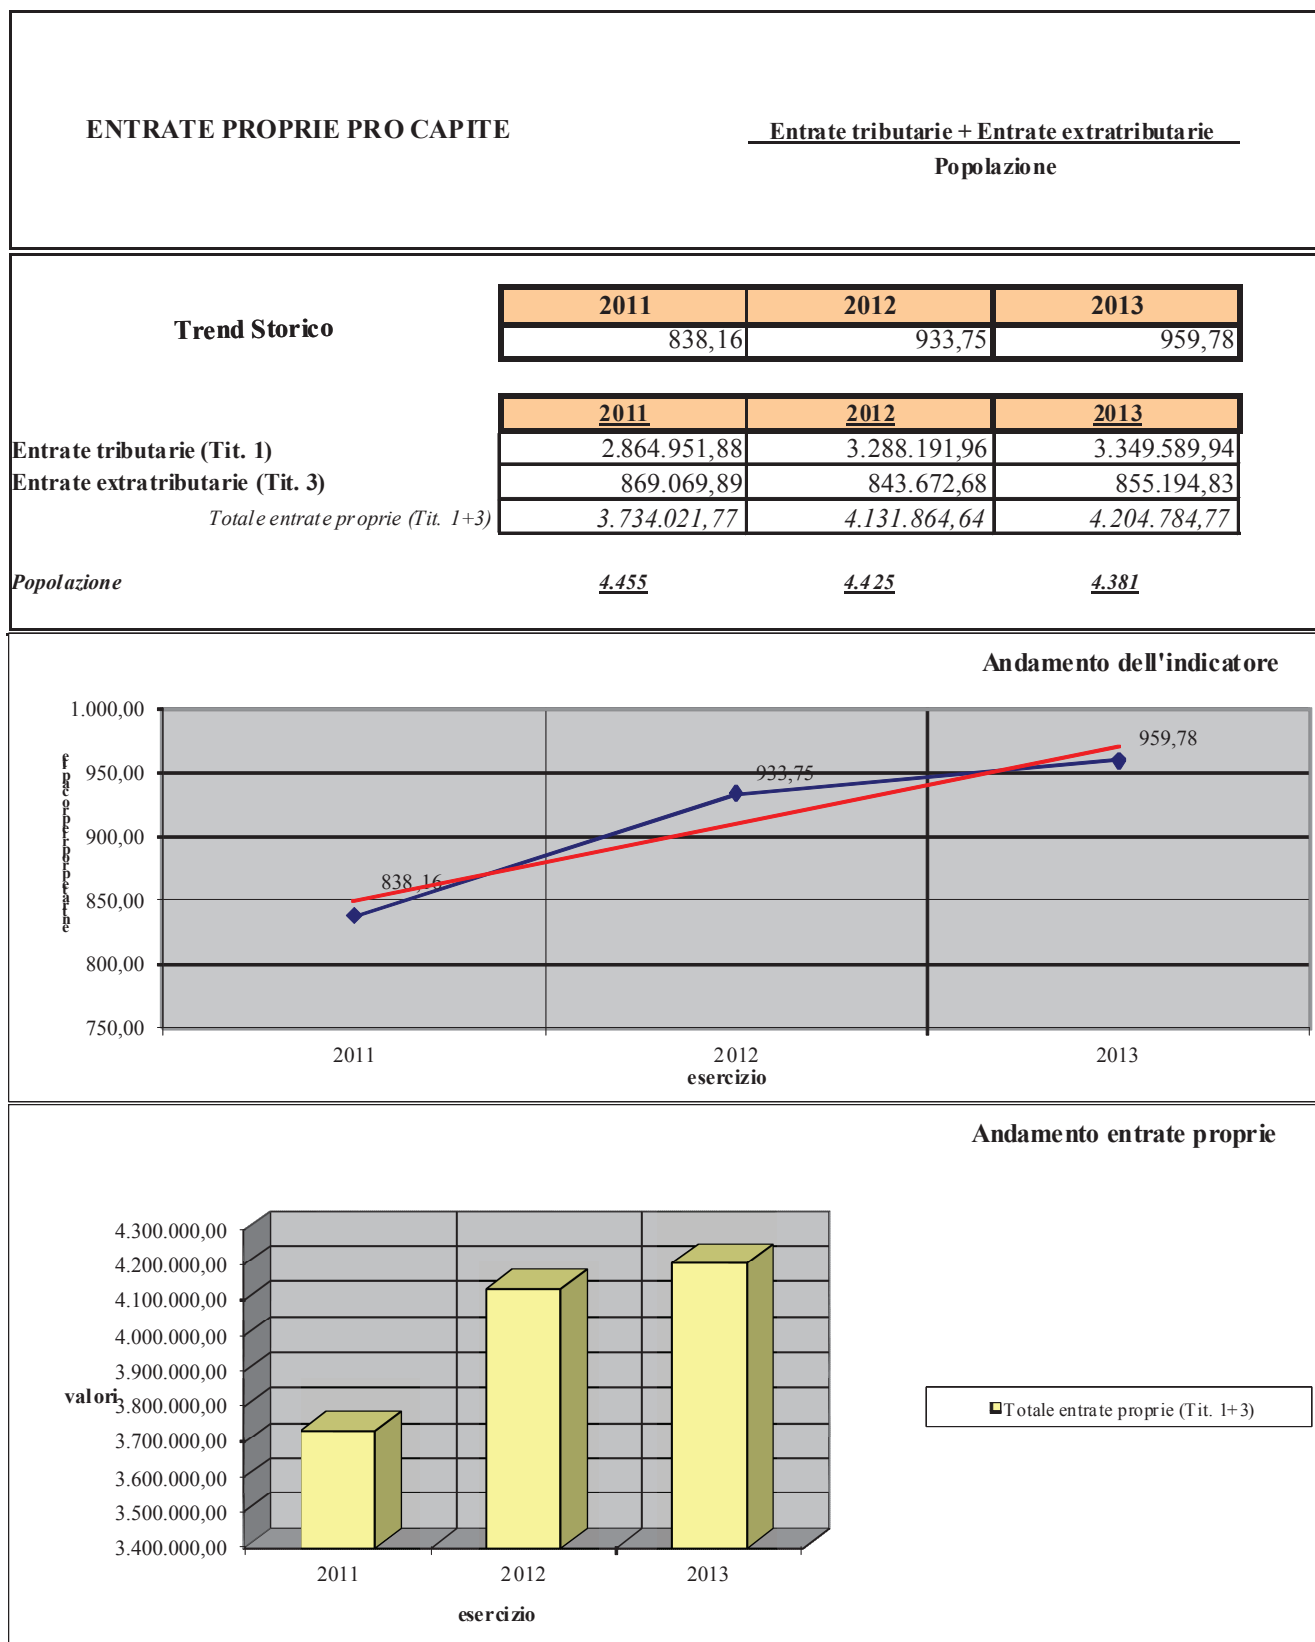 ENTRATE PROPRIE PRO CAPITE
Entrate tributarie + Entrate extratributarie
Popolazione
Trend Storico
2011 2012 2013
838,16 933,75 959,78
2011 2012 2013
Entrate tributarie (Tit. 1) 2.864.951,88 3.288.191,96 3.349.589,94
Entrate extratributarie (Tit. 3) 869.069,89 843.672,68 855.194,83
Totale entrate proprie (Tit. 1+3) 3.734.021,77 4.131.864,64 4.204.784,77
Popolazione 4.455 4.425 4.381
Andamento dell'indicatore
1.000,00
950,00
900,00
850,00
800,00
750,00
838,16
933,75
959,78
2011 2012 2013
esercizio
Andamento entrate proprie
4.300.000,00
4.200.000,00
4.100.000,00
4.000.000,00
3.900.000,00
3.800.000,00
3.700.000,00
3.600.000,00
3.500.000,00
3.400.000,00
valori
2011 2012 2013
esercizio
Totale entrate proprie (Tit. 1+3)